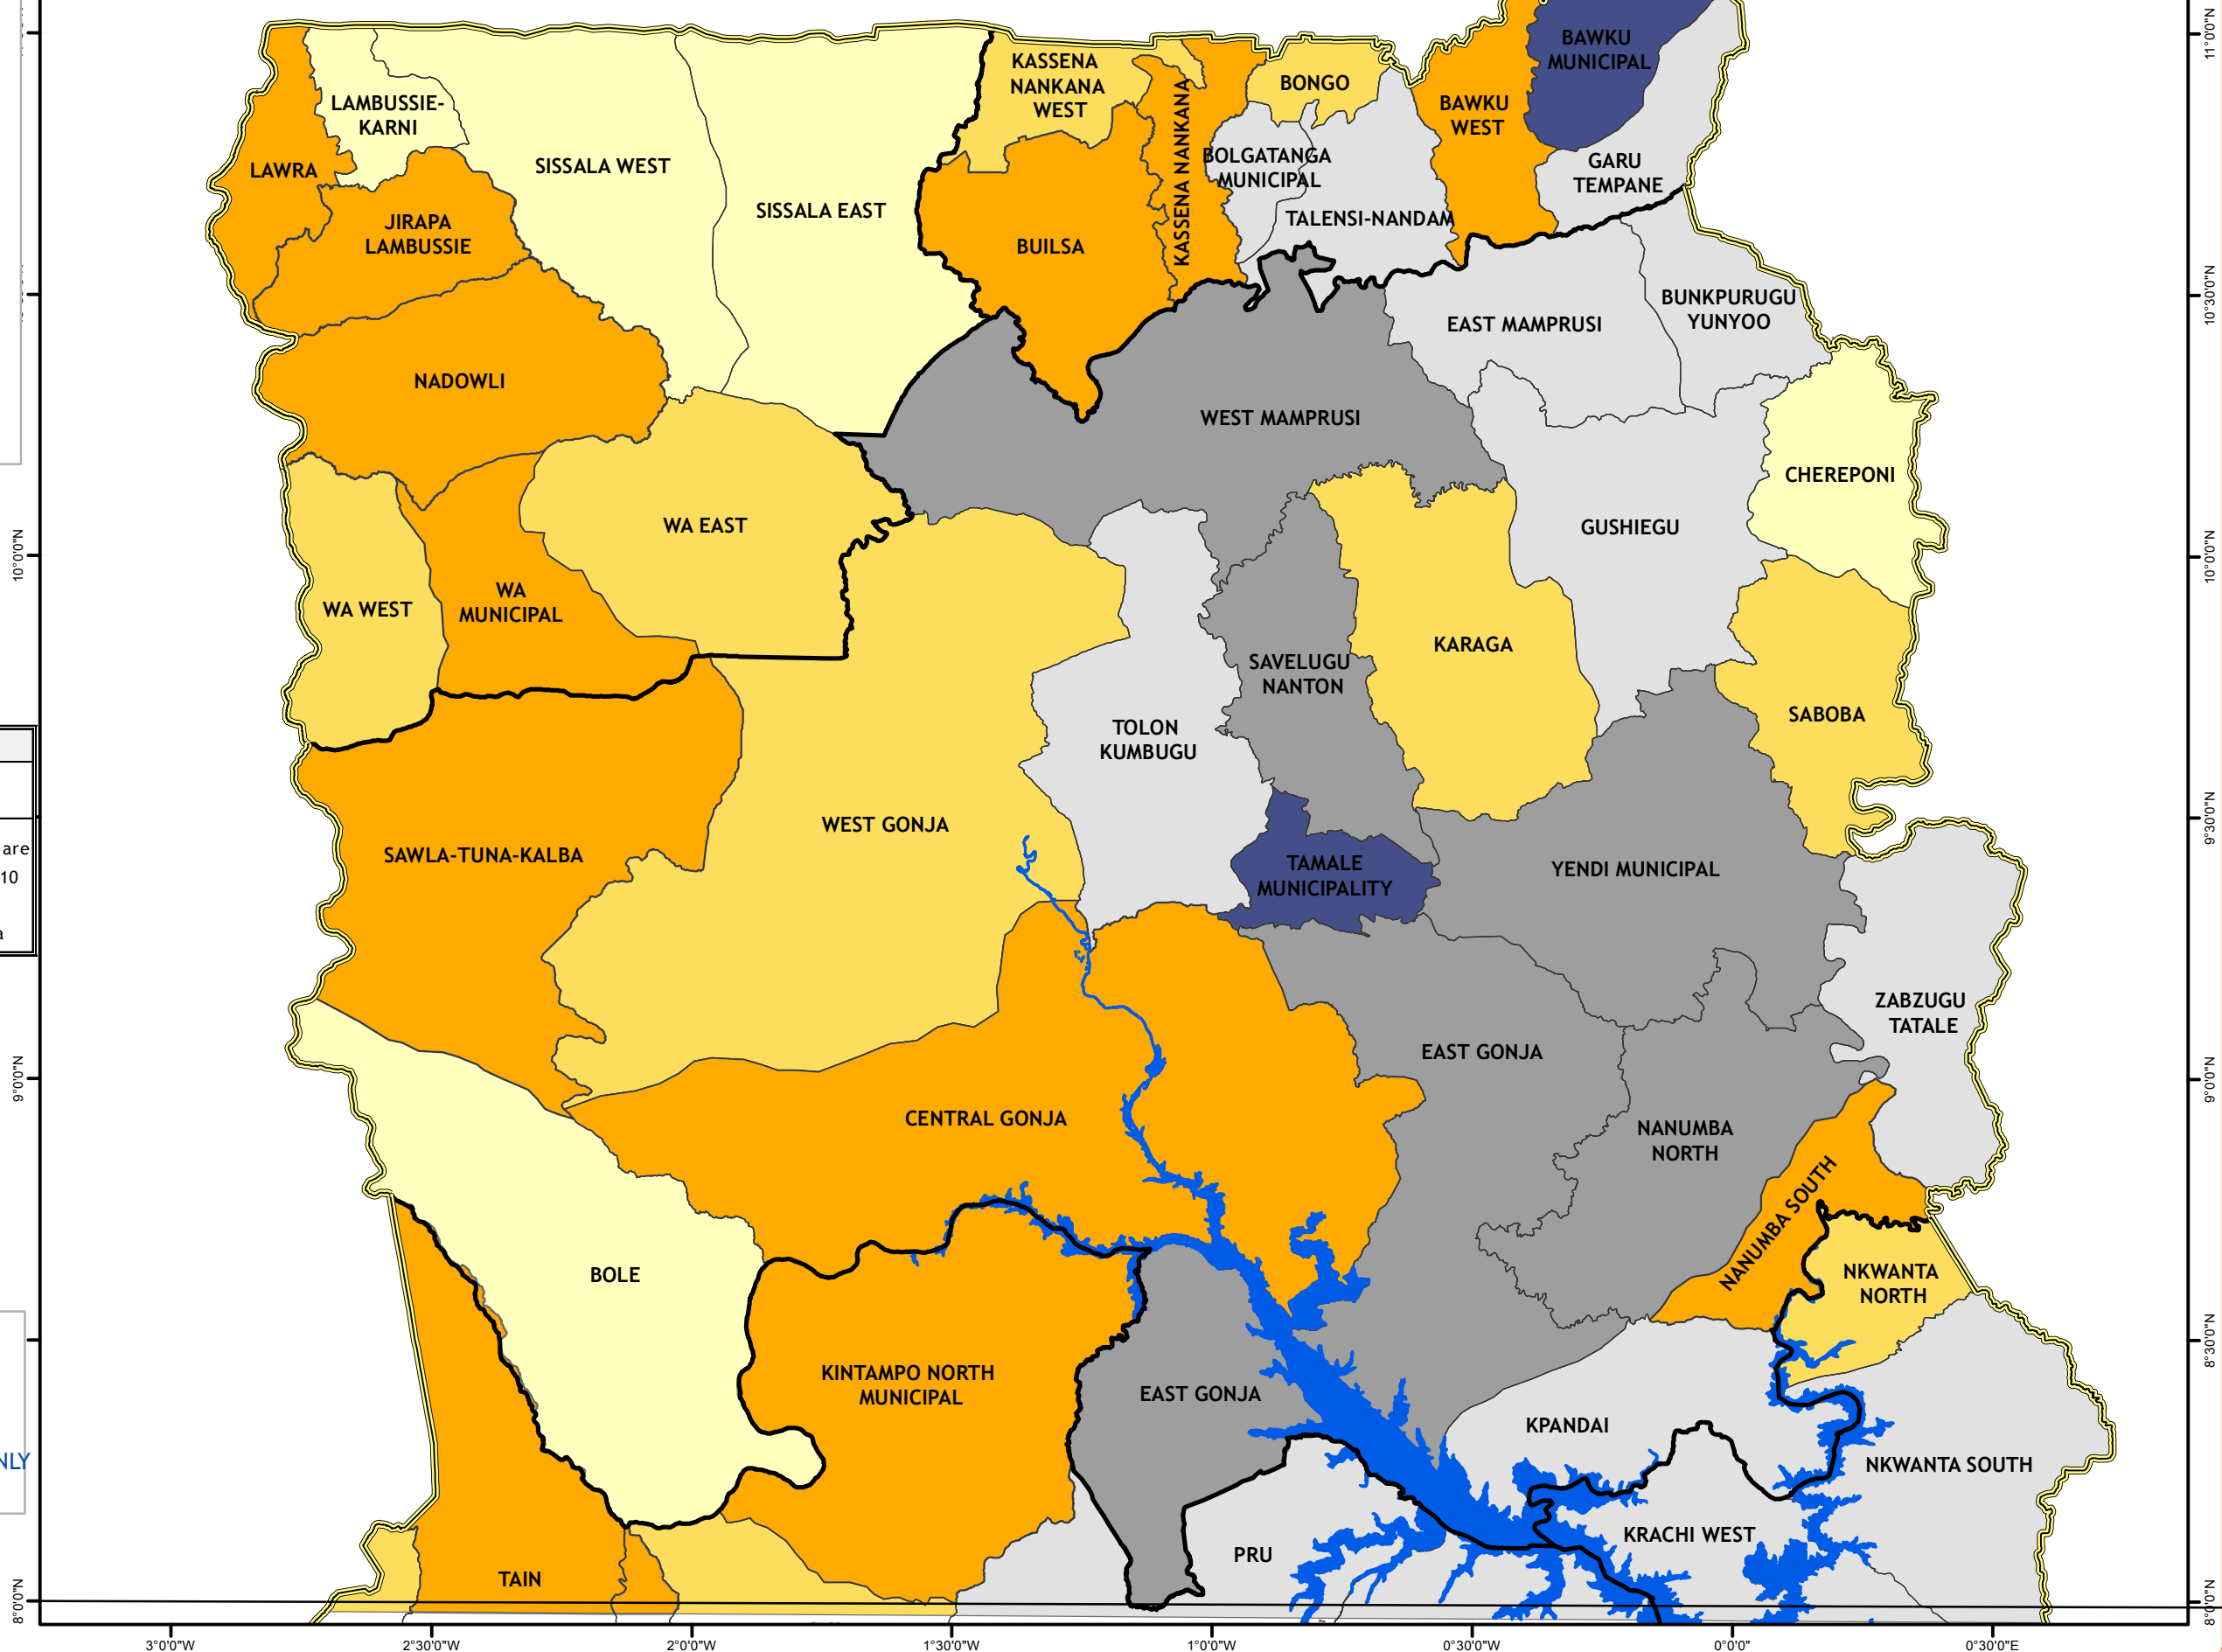 BAWKU
MUNICIPAL
KASSENA
NANKANA
WEST
BONGO
LAMBUSSIE-
KARNI
BAWKU
WEST
KASSENA NANKANA
LAWRA
SISSALA WEST
BOLGATANGA
MUNICIPAL
GARU
TEMPANE
SISSALA EAST
JIRAPA
LAMBUSSIE
TALENSI-NANDAM
BUILSA
BUNKPURUGU
YUNYOO
EAST MAMPRUSI
NADOWLI
WEST MAMPRUSI
CHEREPONI
WA EAST
GUSHIEGU
WA
MUNICIPAL
WA WEST
KARAGA
SAVELUGU
NANTON
SABOBA
TOLON
KUMBUGU
WEST GONJA
SAWLA-TUNA-KALBA
TAMALE
MUNICIPALITY
YENDI MUNICIPAL
are
10
a
ZABZUGU
TATALE
EAST GONJA
CENTRAL GONJA
NANUMBA
NORTH
NANUMBA SOUTH
BOLE
NKWANTA
NORTH
KINTAMPO NORTH
MUNICIPAL
EAST GONJA
KPANDAI
NLY
NKWANTA SOUTH
KRACHI WEST
PRU
TAIN
10°0'0"N
9°0'0"N
8°0'0"N
11°0'0"N
10°30'0"N
10°0'0"N
9°30'0"N
9°0'0"N
8°30'0"N
8°0'0"N
3°0'0"W
2°30'0"W
2°0'0"W
1°30'0"W
1°0'0"W
0°30'0"W
0°0'0"
0°30'0"E